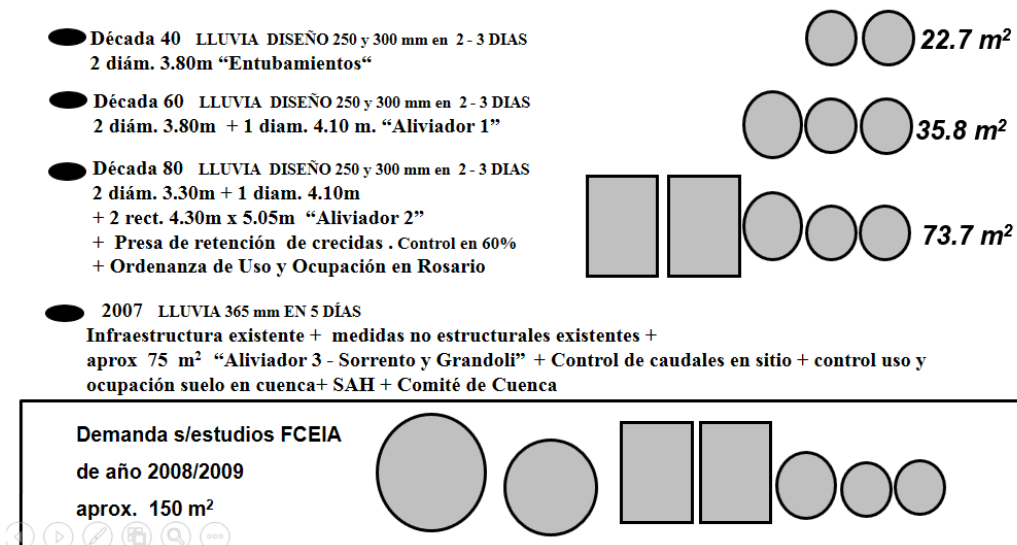 Década 40 LLUVIA DISEÑO 250 y 300 mm en 2 - 3 DIAS
2 diám. 3.80m “Entubamientos“
22.7 m²
Década 60 LLUVIA DISEÑO 250 y 300 mm en 2 - 3 DIAS
2 diám. 3.80m + 1 diam. 4.10 m. “Aliviador 1”
35.8 m²
Década 80 LLUVIA DISEÑO 250 y 300 mm en 2 - 3 DIAS
2 diám. 3.30m + 1 diam. 4.10m
+ 2 rect. 4.30m x 5.05m “Aliviador 2”
+ Presa de retención de crecidas . Control en 60%
+ Ordenanza de Uso y Ocupación en Rosario
73.7 m²
2007 LLUVIA 365 mm EN 5 DÍAS
Infraestructura existente + medidas no estructurales existentes +
aprox 75 m² “Aliviador 3 - Sorrento y Grandoli” + Control de caudales en sitio + control uso y
ocupación suelo en cuenca+ SAH + Comité de Cuenca
Demanda s/estudios FCEIA
de año 2008/2009
aprox. 150 m²